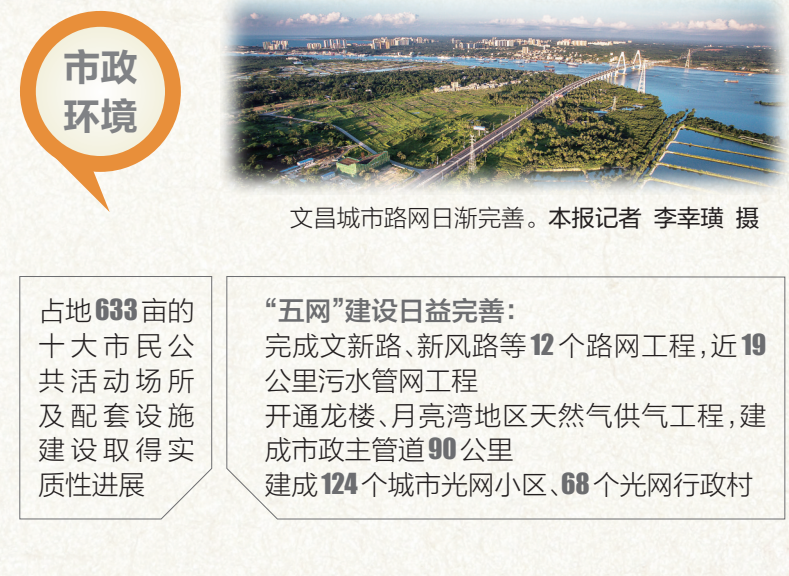 市政
环境
文昌城市路网日渐完善。本报记者 李幸璜 摄
占地633亩的
十大市民公
共活动场所
及配套设施
建设取得实
质性进展
“五网”建设日益完善：
完成文新路、新风路等12个路网工程，近19
公里污水管网工程
开通龙楼、月亮湾地区天然气供气工程，建
成市政主管道90公里
建成124个城市光网小区、68个光网行政村